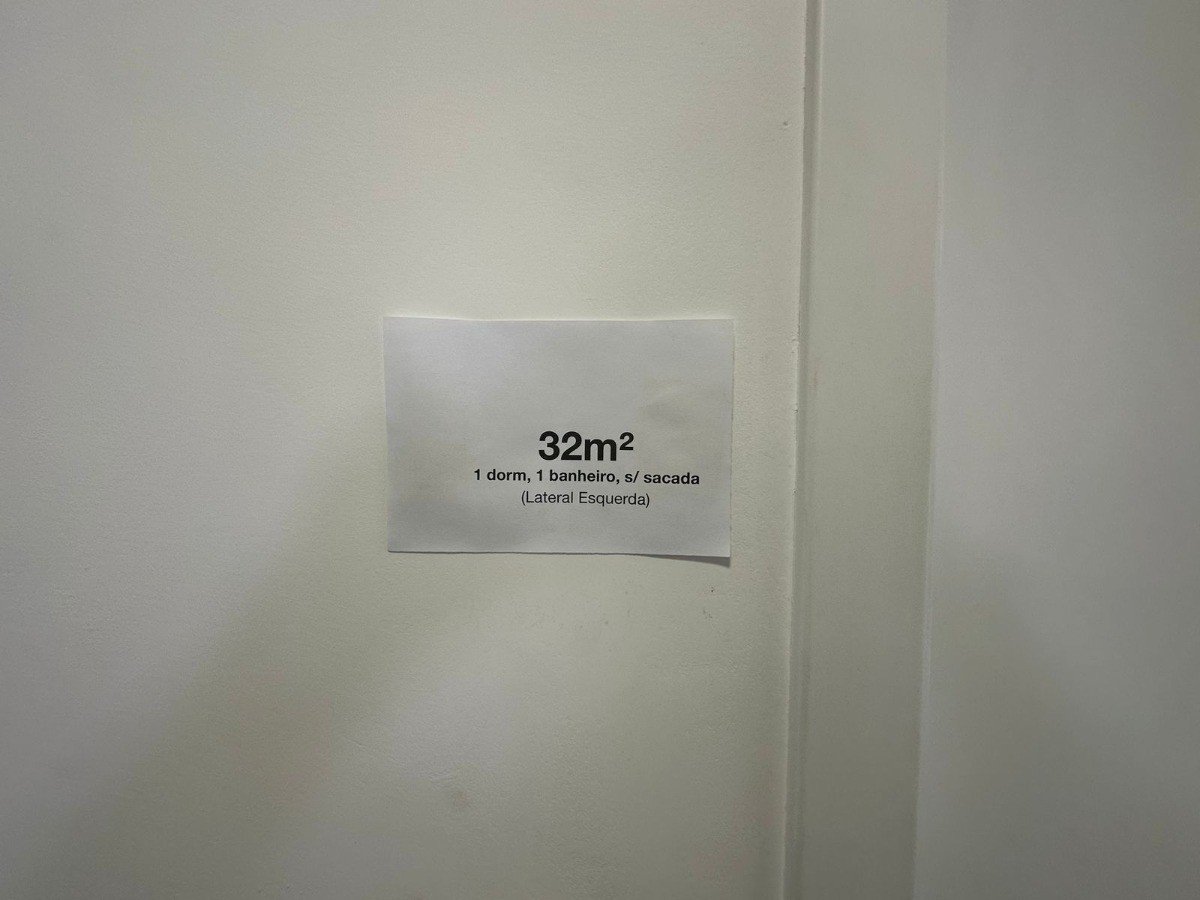 32m²
1 dorm, 1 banheiro, s/ sacada
(Lateral Esquerda)